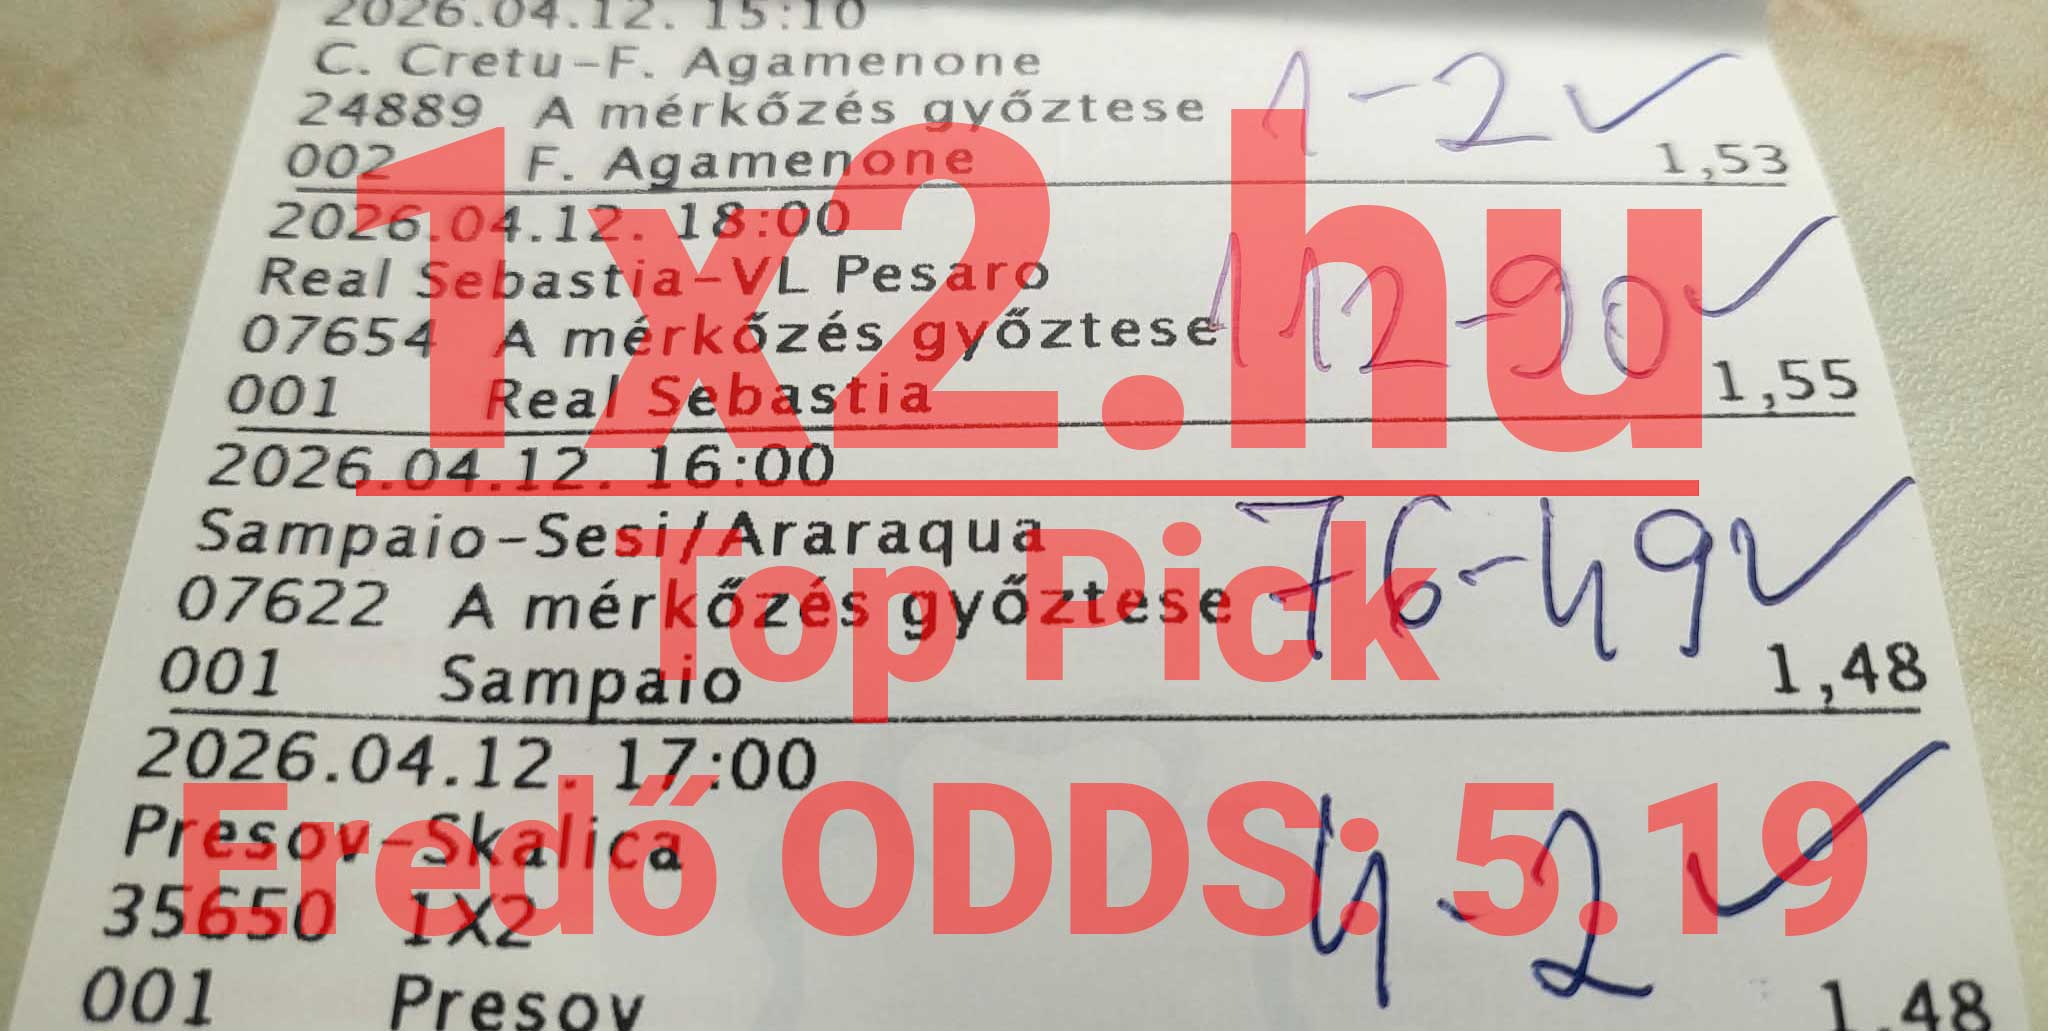 2026.04.12. 15:10
C. Cretu-F. Agamenone
24889 A mérkőzés győztese 1-2
002 F. Agamenone 1,53
2026.04.12. 18:00
Real Sebastia-VL Pesaro
07654 A mérkőzés győztese 112-90
001 Real Sebastia 1,55
2026.04.12. 16:00
Sampaio-Sesi/Araraqua
07622 A mérkőzés győztese 76-49
001 Sampaio 1,48
2026.04.12. 17:00
Presov-Skalica
35650 1X2 4-2
001 Presov 1,48
1x2.hu
Top Pick
Eredő ODDS: 5.19